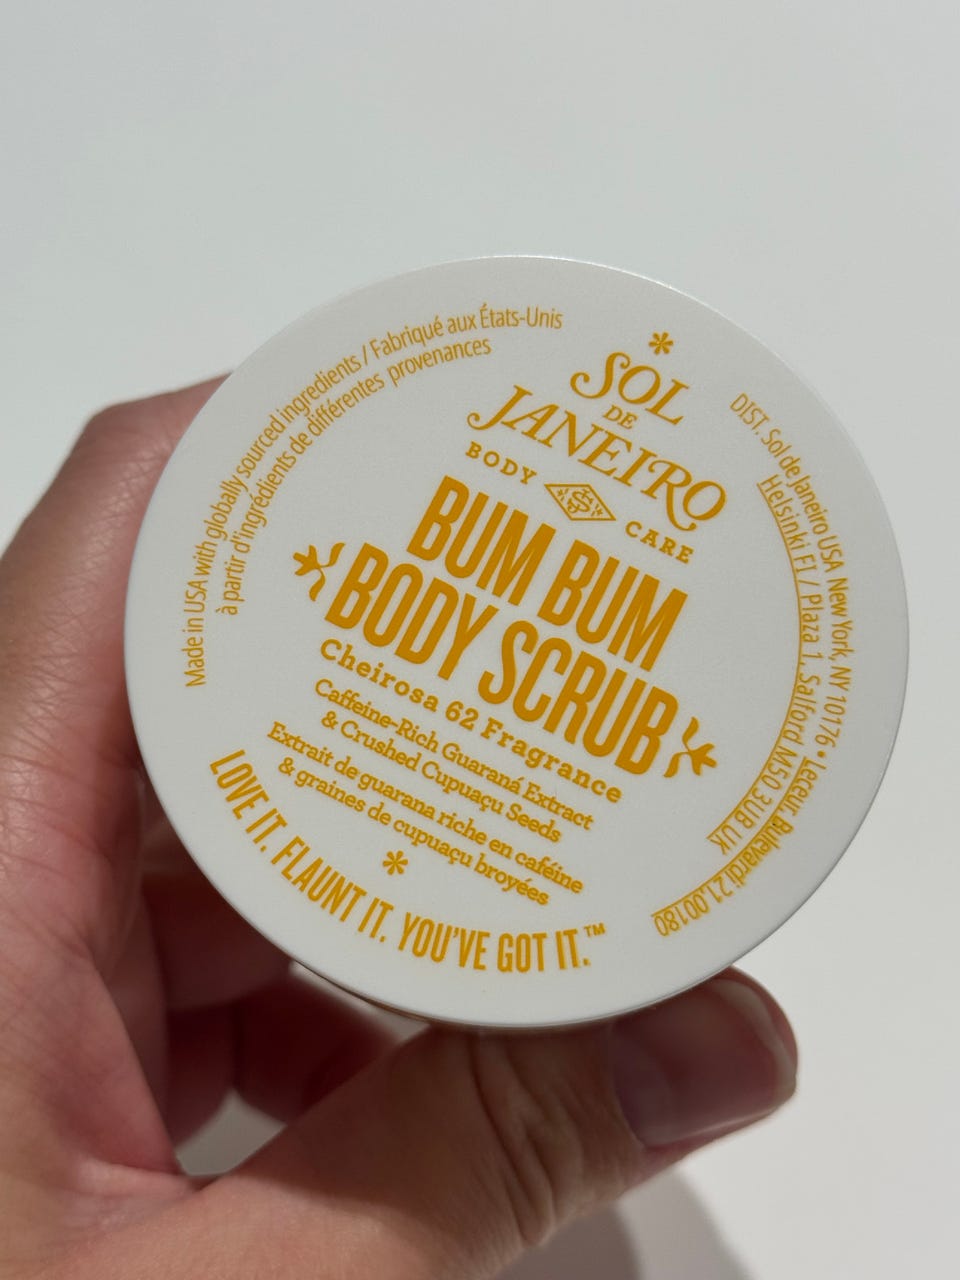 SOL
DE
JANEIRO
BODY CARE
BUM BUM
BODY SCRUB
Cheirosa 62 Fragrance
Caffeine-Rich Guaraná Extract
& Crushed Cupuaçu Seeds
Extrait de guarana riche en caféine
& graines de cupuaçu broyées
LOVE IT. FLAUNT IT. YOU'VE GOT IT.™
Made in USA with globally sourced ingredients / Fabriqué aux États-Unis
à partir d'ingrédients de différentes provenances
DIST. Sol de Janeiro USA New York, NY 10176 • Lecceur Bulevardi 21, 00180
Helsinki FI / Plaza 1, Salford M50 3UB UK